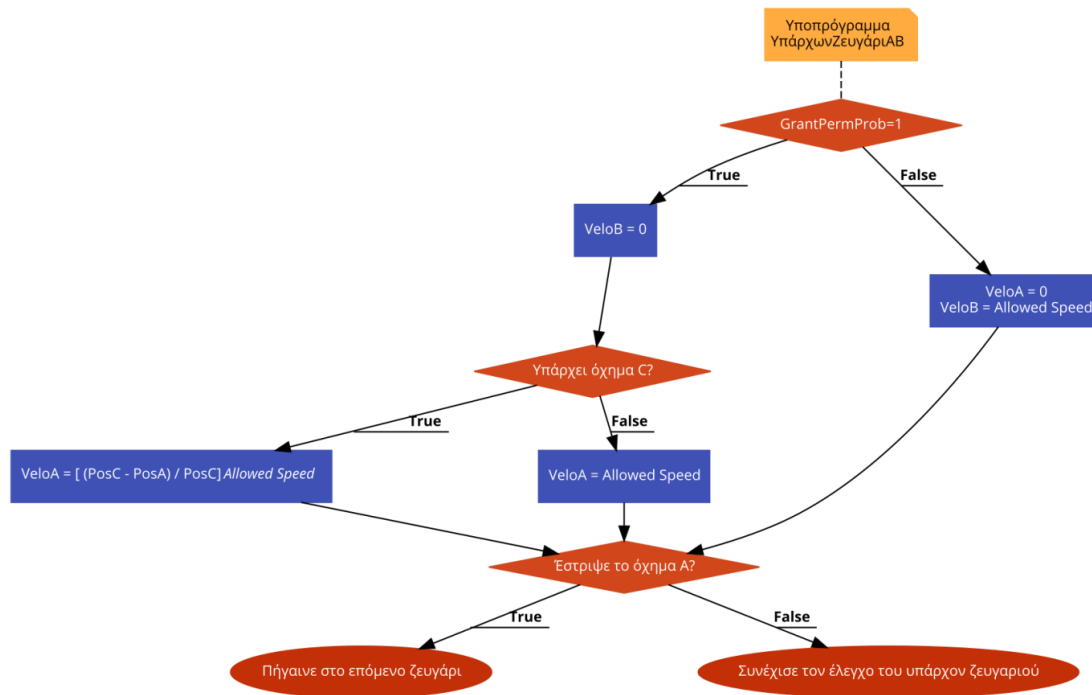 Υποπρόγραμμα
ΥπάρχωνΖευγάριΑΒ
GrantPermProb=1
True
False
VeloB = 0
VeloA = 0
VeloB = Allowed Speed
Υπάρχει όχημα C?
True
False
VeloA = [ (PosC - PosA) / PosC] Allowed Speed
VeloA = Allowed Speed
Έστριψε το όχημα Α?
True
False
Πήγαινε στο επόμενο ζευγάρι
Συνέχισε τον έλεγχο του υπάρχον ζευγαριού